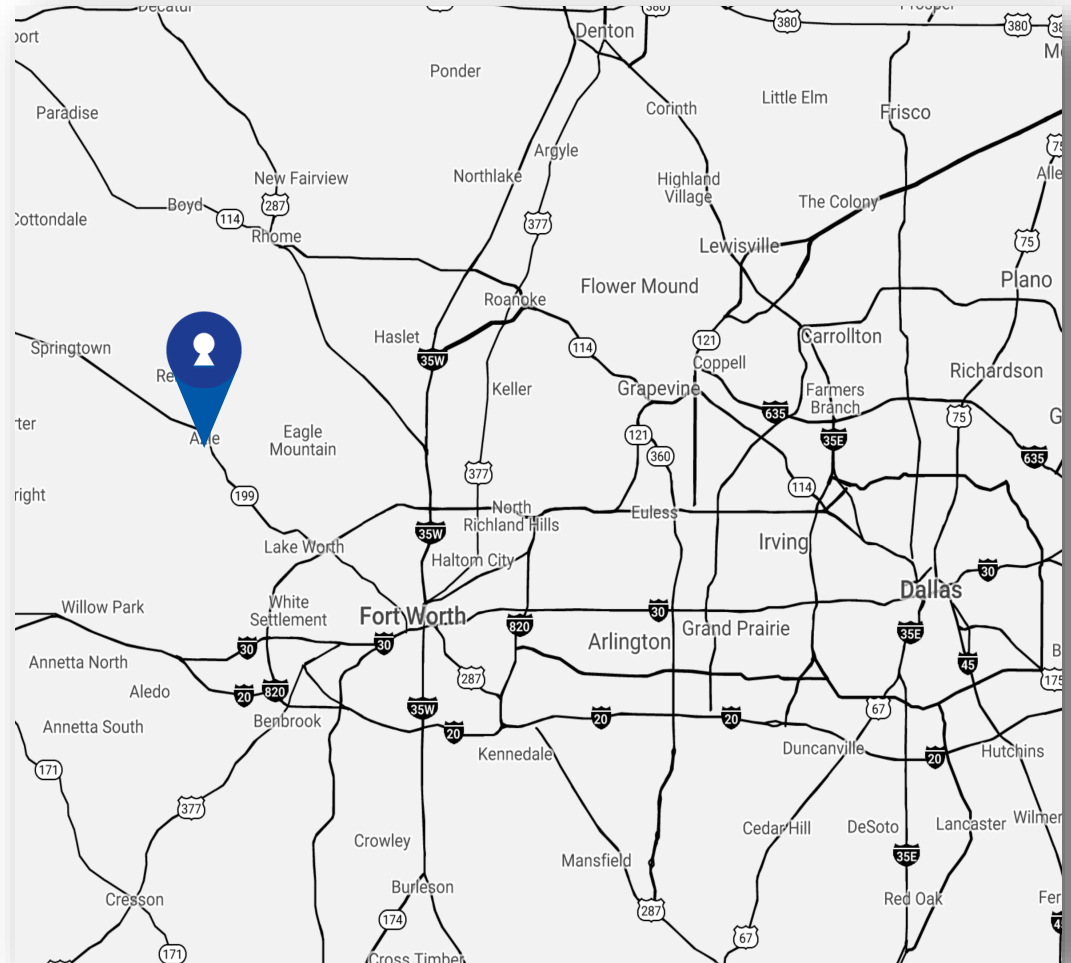 Decatur
380
380
Prosper
380
Denton
380
Ponder
Little Elm
Corinth
Frisco
Paradise
75
Argyle
New Fairview
Northlake
Highland
Village
287
Boyd
114
The Colony
Cottondale
377
75
Rhome
Lewisville
Plano
Flower Mound
Roanoke
Haslet
121
Carrollton
Springtown
114
35W
Coppell
Richardson
Keller
Grapevine
Farmers
Branch
635
75
121
35E
Eagle
Mountain
360
635
377
114
199
North
Richland Hills
Euless
35W
Irving
Lake Worth
Haltom City
30
Dallas
Willow Park
White
Settlement
Fort Worth
30
820
35E
Arlington
Grand Prairie
30
30
45
Annetta North
287
175
Aledo
20
820
35W
67
Annetta South
Benbrook
20
20
20
Kennedale
Duncanville
Hutchins
20
171
377
Crowley
Cedar Hill
DeSoto
Lancaster
Mansfield
35E
Burleson
Cresson
Red Oak
174
287
67
171
Cross Timber